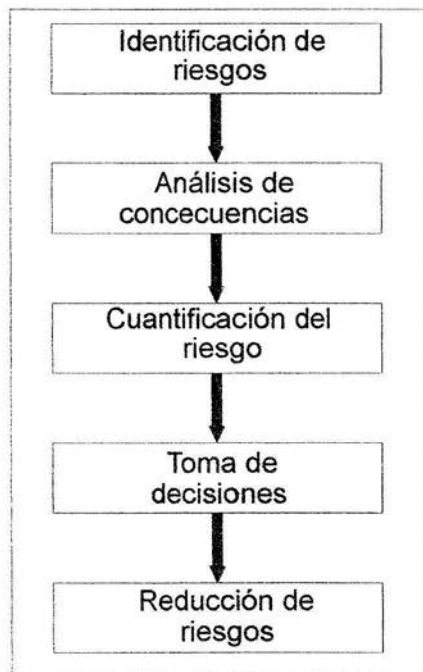 Identificación de
riesgos
Análisis de
concecuencias
Cuantificación del
riesgo
Toma de
decisiones
Reducción de
riesgos